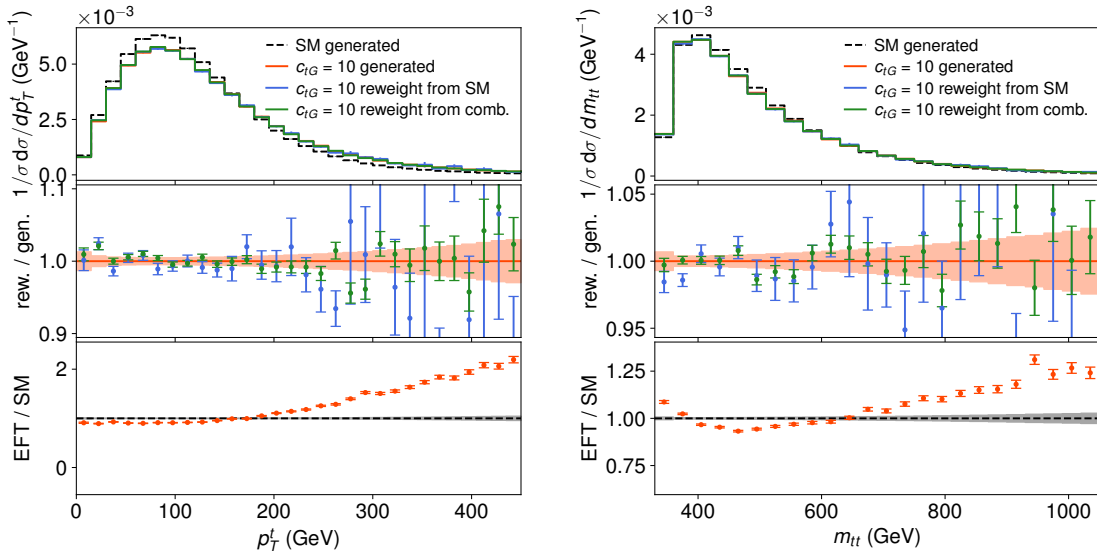 ×10⁻³
1/σ dσ/dp_T^t (GeV⁻¹)
5.0
2.5
0.0
SM generated
c_tG = 10 generated
c_tG = 10 reweight from SM
c_tG = 10 reweight from comb.
rew. / gen.
1.1
1.0
0.9
EFT / SM
2
0
0 100 200 300 400
p_T^t (GeV)
×10⁻³
1/σ dσ/dm_tt (GeV⁻¹)
4
2
0
SM generated
c_tG = 10 generated
c_tG = 10 reweight from SM
c_tG = 10 reweight from comb.
rew. / gen.
1.05
1.00
0.95
EFT / SM
1.25
1.00
0.75
400 600 800 1000
m_tt (GeV)